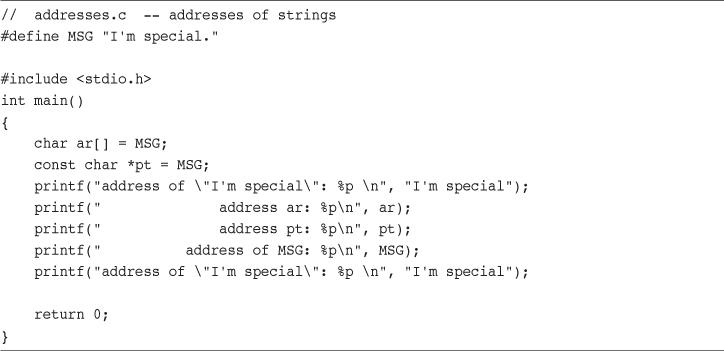 //  addresses.c  -- addresses of strings
#define MSG "I'm special."

#include <stdio.h>
int main()
{
    char ar[] = MSG;
    const char *pt = MSG;
    printf("address of \"I'm special\": %p \n", "I'm special");
    printf("              address ar: %p\n", ar);
    printf("              address pt: %p\n", pt);
    printf("          address of MSG: %p\n", MSG);
    printf("address of \"I'm special\": %p \n", "I'm special");

    return 0;
}